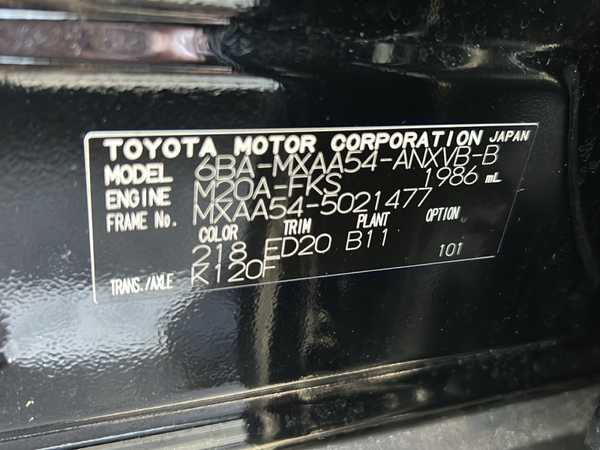 TOYOTA MOTOR CORPORATION JAPAN
MODEL 6BA-MXAA54-ANXVB-B
ENGINE M20A-FKS 1986 mL
FRAME No. MXAA54-5021477
COLOR TRIM PLANT OPTION
218 ED20 B11 101
TRANS./AXLE K120F